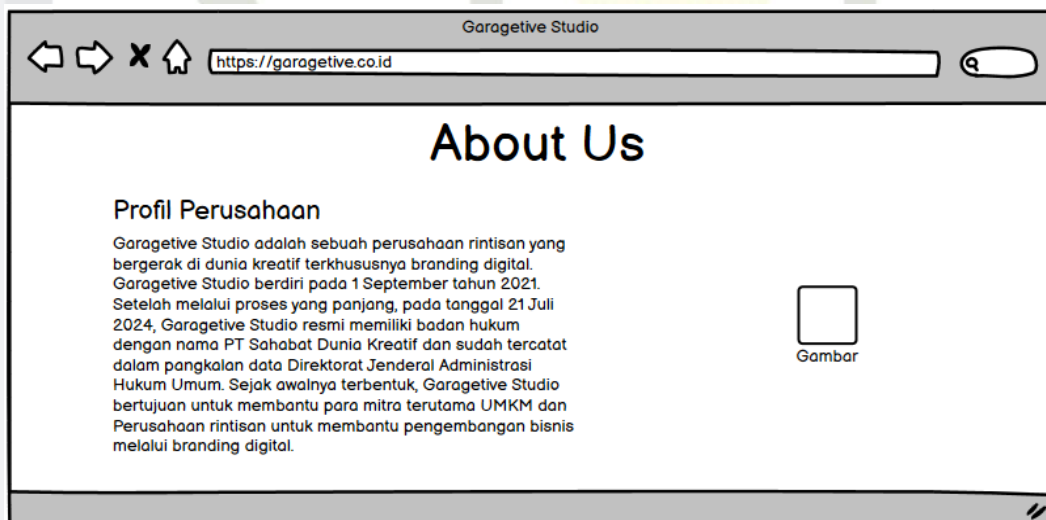 Garagetive Studio
https://garagetive.co.id
About Us
Profil Perusahaan
Garagetive Studio adalah sebuah perusahaan rintisan yang
bergerak di dunia kreatif terkhususnya branding digital.
Garagetive Studio berdiri pada 1 September tahun 2021.
Setelah melalui proses yang panjang, pada tanggal 21 Juli
2024, Garagetive Studio resmi memiliki badan hukum
dengan nama PT Sahabat Dunia Kreatif dan sudah tercatat
dalam pangkalan data Direktorat Jenderal Administrasi
Hukum Umum. Sejak awalnya terbentuk, Garagetive Studio
bertujuan untuk membantu para mitra terutama UMKM dan
Perusahaan rintisan untuk membantu pengembangan bisnis
melalui branding digital.
Gambar